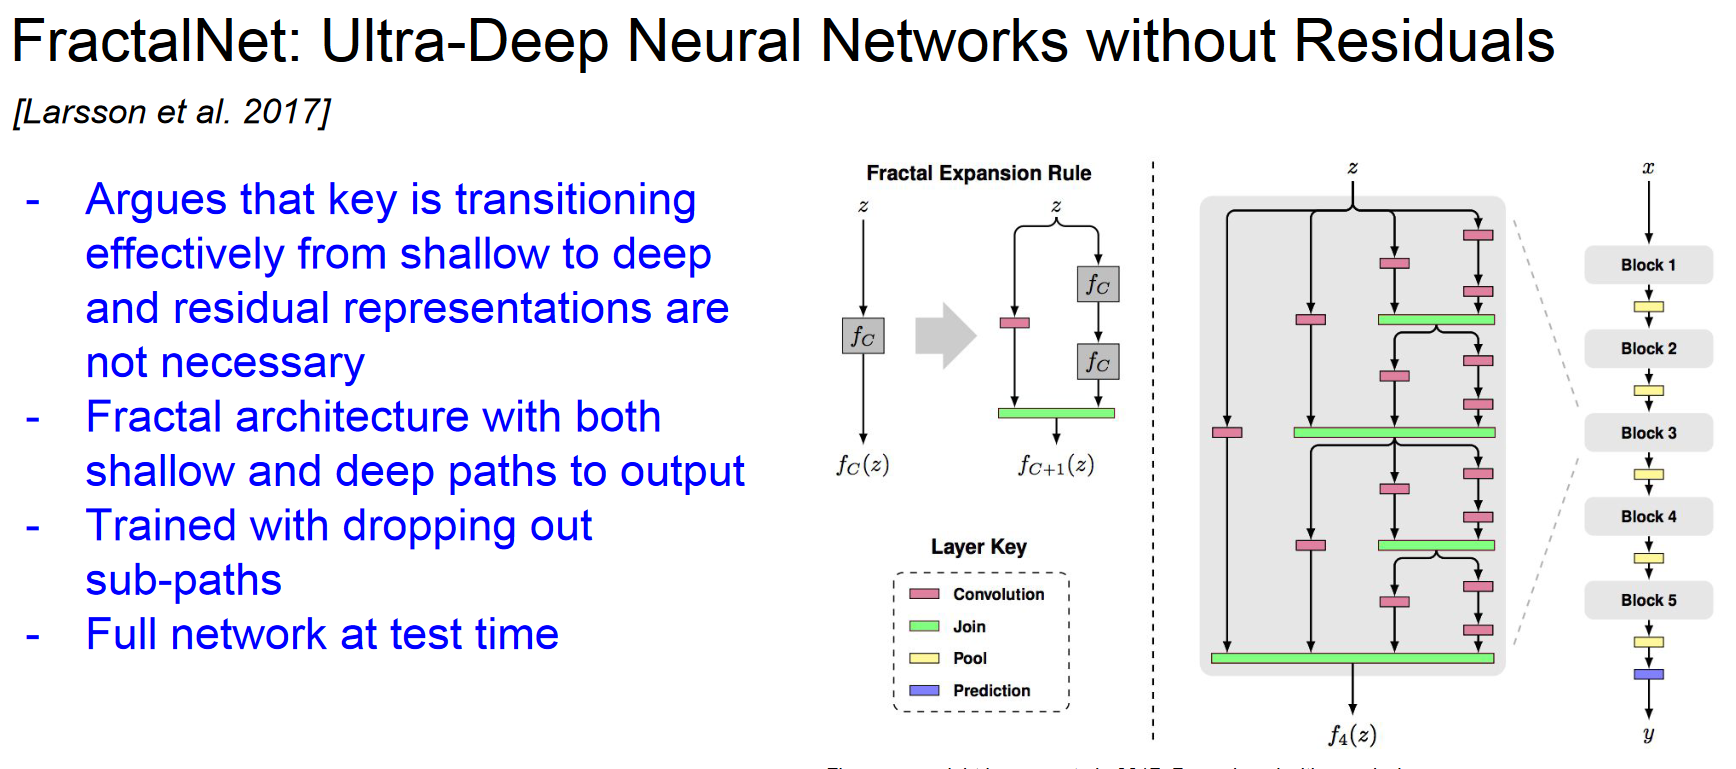 FractalNet: Ultra-Deep Neural Networks without Residuals
[Larsson et al. 2017]
- Argues that key is transitioning
effectively from shallow to deep
and residual representations are
not necessary
- Fractal architecture with both
shallow and deep paths to output
- Trained with dropping out
sub-paths
- Full network at test time
Fractal Expansion Rule
z
z
f_C
f_C
f_C
f_C(z)
f_{C+1}(z)
Layer Key
Convolution
Join
Pool
Prediction
z
f_4(z)
x
Block 1
Block 2
Block 3
Block 4
Block 5
y